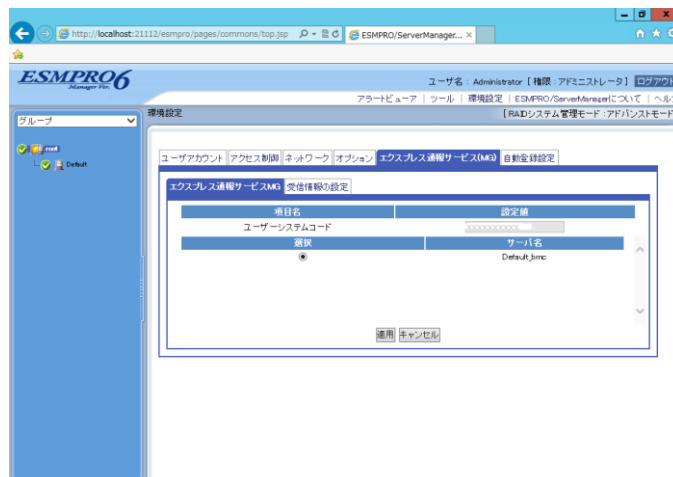 http://localhost:21112/esmpro/pages/commons/top.jsp
ESMPRO/ServerManager...
ESMPRO6
Manager Ver.
ユーザ名 : Administrator [ 権限 : アドミニストレータ ] ログアウト
アラートビューア | ツール | 環境設定 | ESMPRO/ServerManagerについて | ヘル
グループ
環境設定
[ RAIDシステム管理モード : アドバンストモード
root
Default
ユーザアカウント アクセス制御 ネットワーク オプション エクスプレス通報サービス(MG) 自動登録設定
エクスプレス通報サービスMG 受信情報の設定
項目名 設定値
ユーザーシステムコード
選択 サーバ名
Default_bmc
適用 キャンセル